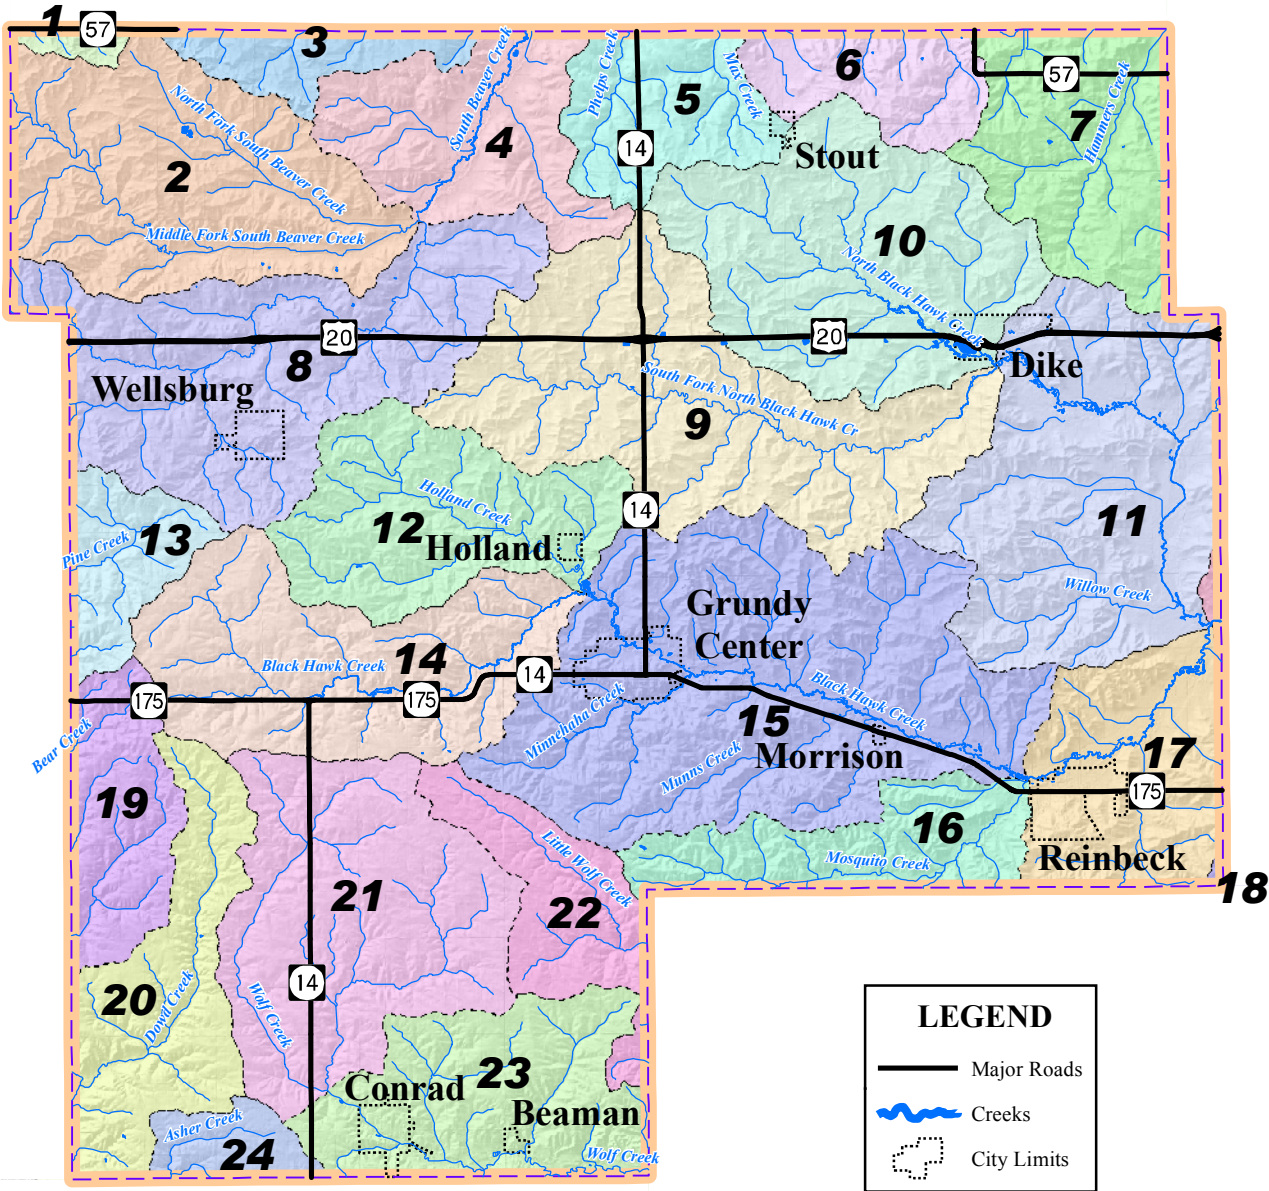 1
57
3
6
57
Phelps Creek
South Beaver Creek
Max Creek
5
7
Hammers Creek
North Fork South Beaver Creek
4
14
Stout
2
Middle Fork South Beaver Creek
10
North Black Hawk Creek
20
20
8
Dike
Wellsburg
South Fork North Black Hawk Cr
9
Holland Creek
12
14
11
Pine Creek
13
Holland
Willow Creek
Grundy
Center
Black Hawk Creek
14
14
175
175
Black Hawk Creek
Minnehaha Creek
15
Bear Creek
Munns Creek
Morrison
17
175
19
16
Little Wolf Creek
Mosquito Creek
Reinbeck
21
22
18
14
20
Dowd Creek
Wolf Creek
Conrad
23
Beaman
Asher Creek
24
Wolf Creek
LEGEND
Major Roads
Creeks
City Limits